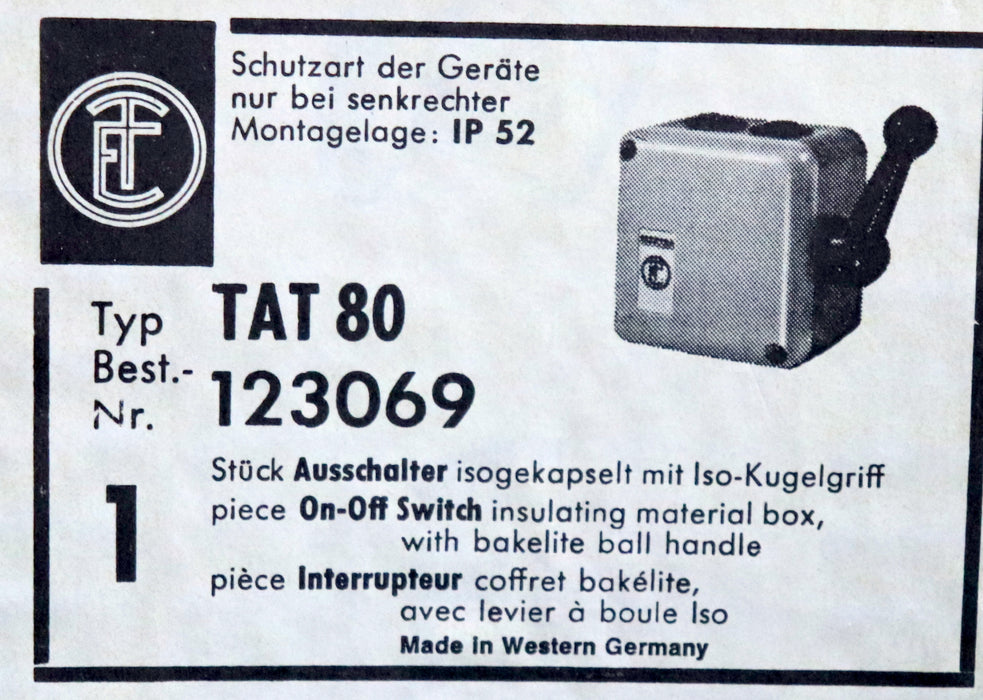 Schutzart der Geräte
nur bei senkrechter
Montagelage: IP 52
Typ TAT 80
Best.-
Nr. 123069
1
Stück Ausschalter isogekapselt mit Iso-Kugelgriff
piece On-Off Switch insulating material box,
with bakelite ball handle
pièce Interrupteur coffret bakélite,
avec levier à boule Iso
Made in Western Germany